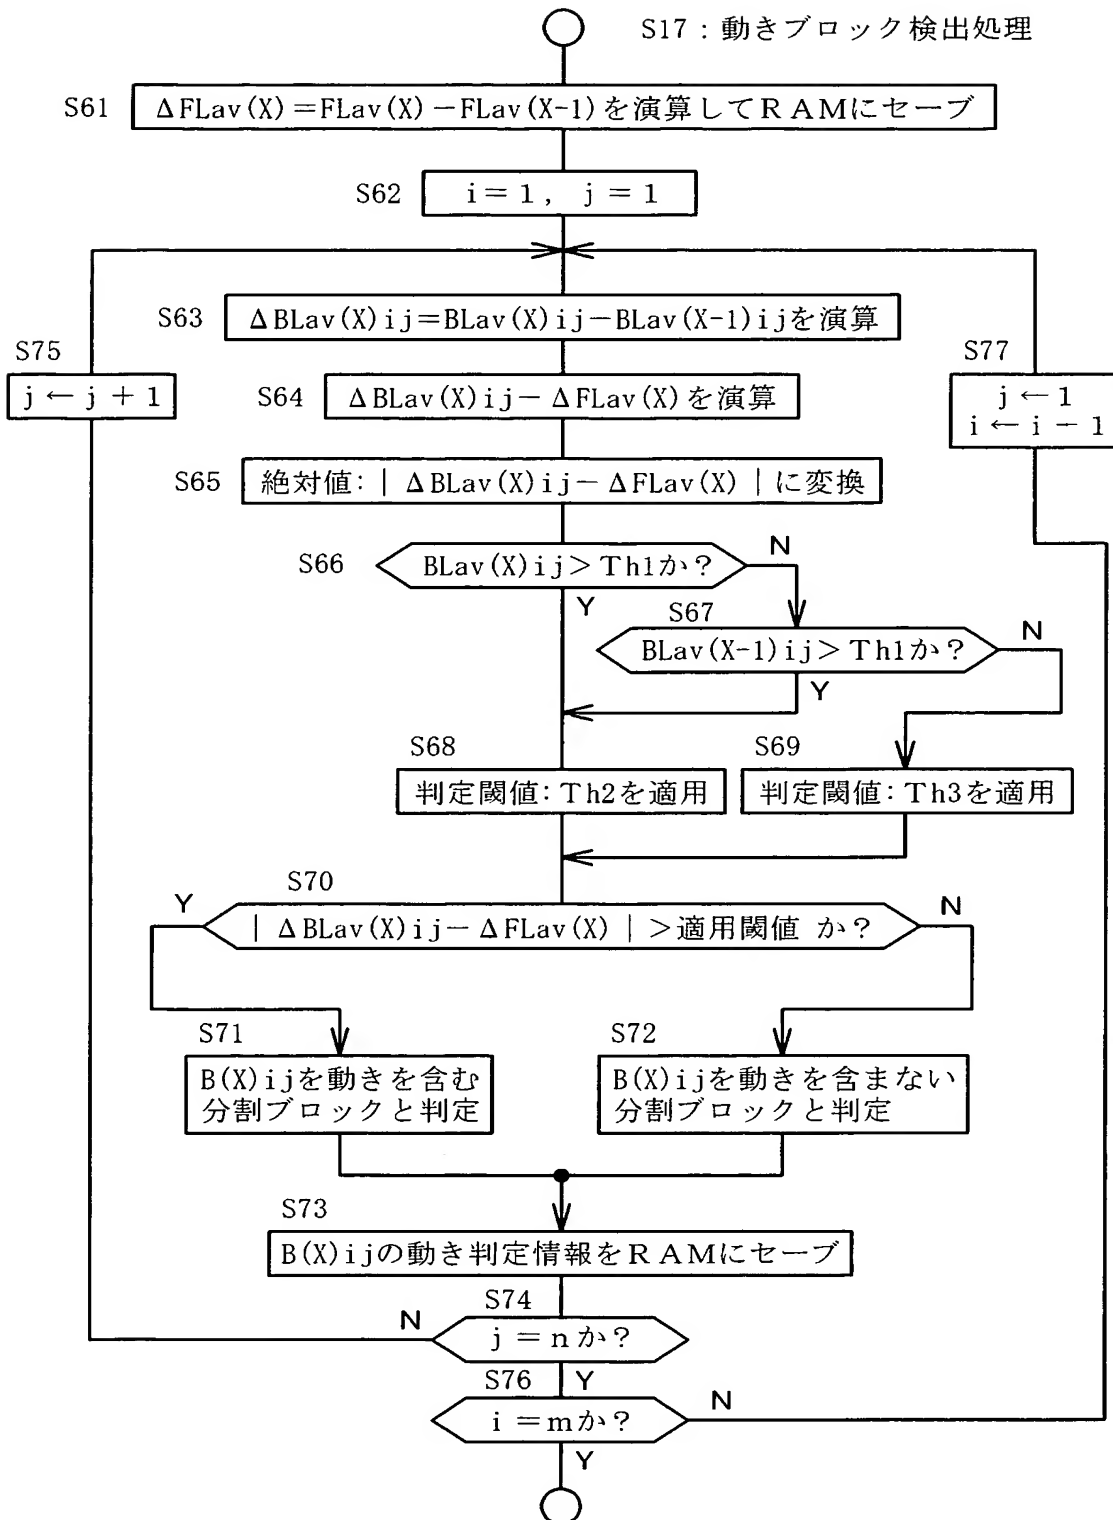 S17：動きブロック検出処理
S61
ΔFLav(X)＝FLav(X)－FLav(X-1)を演算してＲＡＭにセーブ
S62
i＝1， j＝1
S63
ΔBLav(X)ij＝BLav(X)ij－BLav(X-1)ijを演算
S75
j←j＋1
S77
j←1
i←i－1
S64
ΔBLav(X)ij－ΔFLav(X)を演算
S65
絶対値：｜ΔBLav(X)ij－ΔFLav(X)｜に変換
S66
BLav(X)ij＞Th1か？
N
Y
S67
BLav(X-1)ij＞Th1か？
N
Y
S68
判定閾値：Th2を適用
S69
判定閾値：Th3を適用
S70
Y
｜ΔBLav(X)ij－ΔFLav(X)｜＞適用閾値 か？
N
S71
B(X)ijを動きを含む
分割ブロックと判定
S72
B(X)ijを動きを含まない
分割ブロックと判定
S73
B(X)ijの動き判定情報をＲＡＭにセーブ
S74
N
j＝nか？
Y
S76
i＝mか？
N
Y